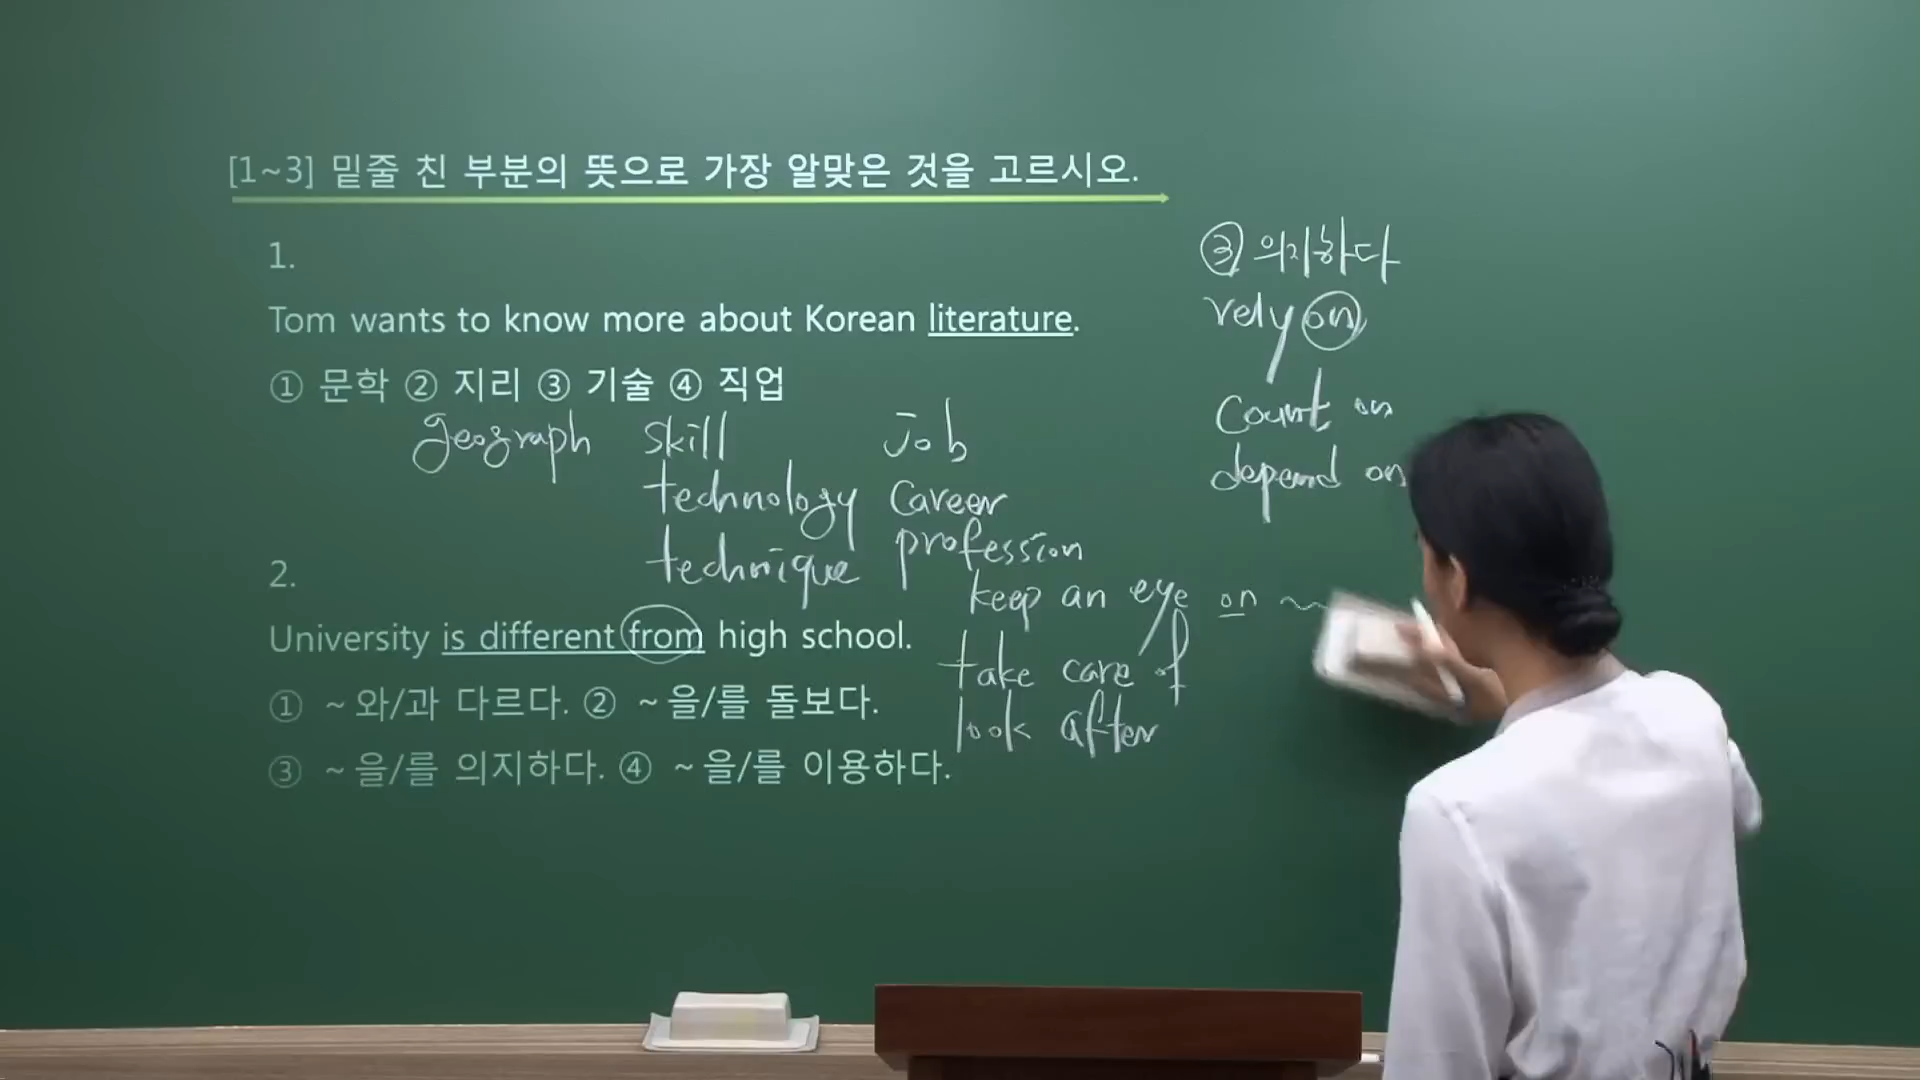 [1~3] 밑줄 친 부분의 뜻으로 가장 알맞은 것을 고르시오.
1.
Tom wants to know more about Korean literature.
① 문학 ② 지리 ③ 기술 ④ 직업
geograph skill job
technology career
technique profession
2.
University is different from high school.
① ~와/과 다르다. ② ~을/를 돌보다.
③ ~을/를 의지하다. ④ ~을/를 이용하다.
keep an eye on ~
take care of
look after
③ 의지하다
rely on
count on
depend on